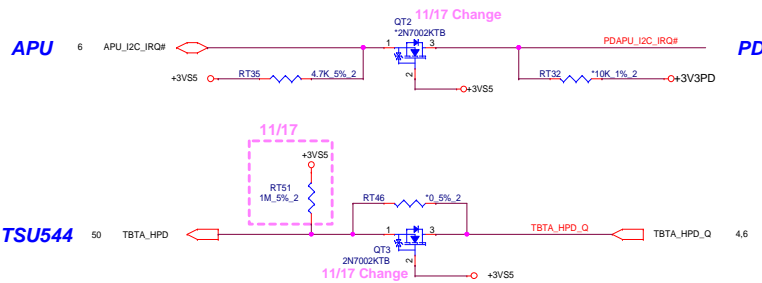 11/17 Change
QT2
*2N7002KTB
APU 6 APU_I2C_IRQ# 1 3 PDAPU_I2C_IRQ# PD
2
+3VS5 RT35 4.7K_5%_2 +3VS5 RT32 *10K_1%_2 +3V3PD
11/17
+3VS5
RT51
1M_5%_2
RT46 *0_5%_2
TSU544 50 TBTA_HPD 1 3 TBTA_HPD_Q TBTA_HPD_Q 4,6
QT3
2N7002KTB
2
11/17 Change
+3VS5